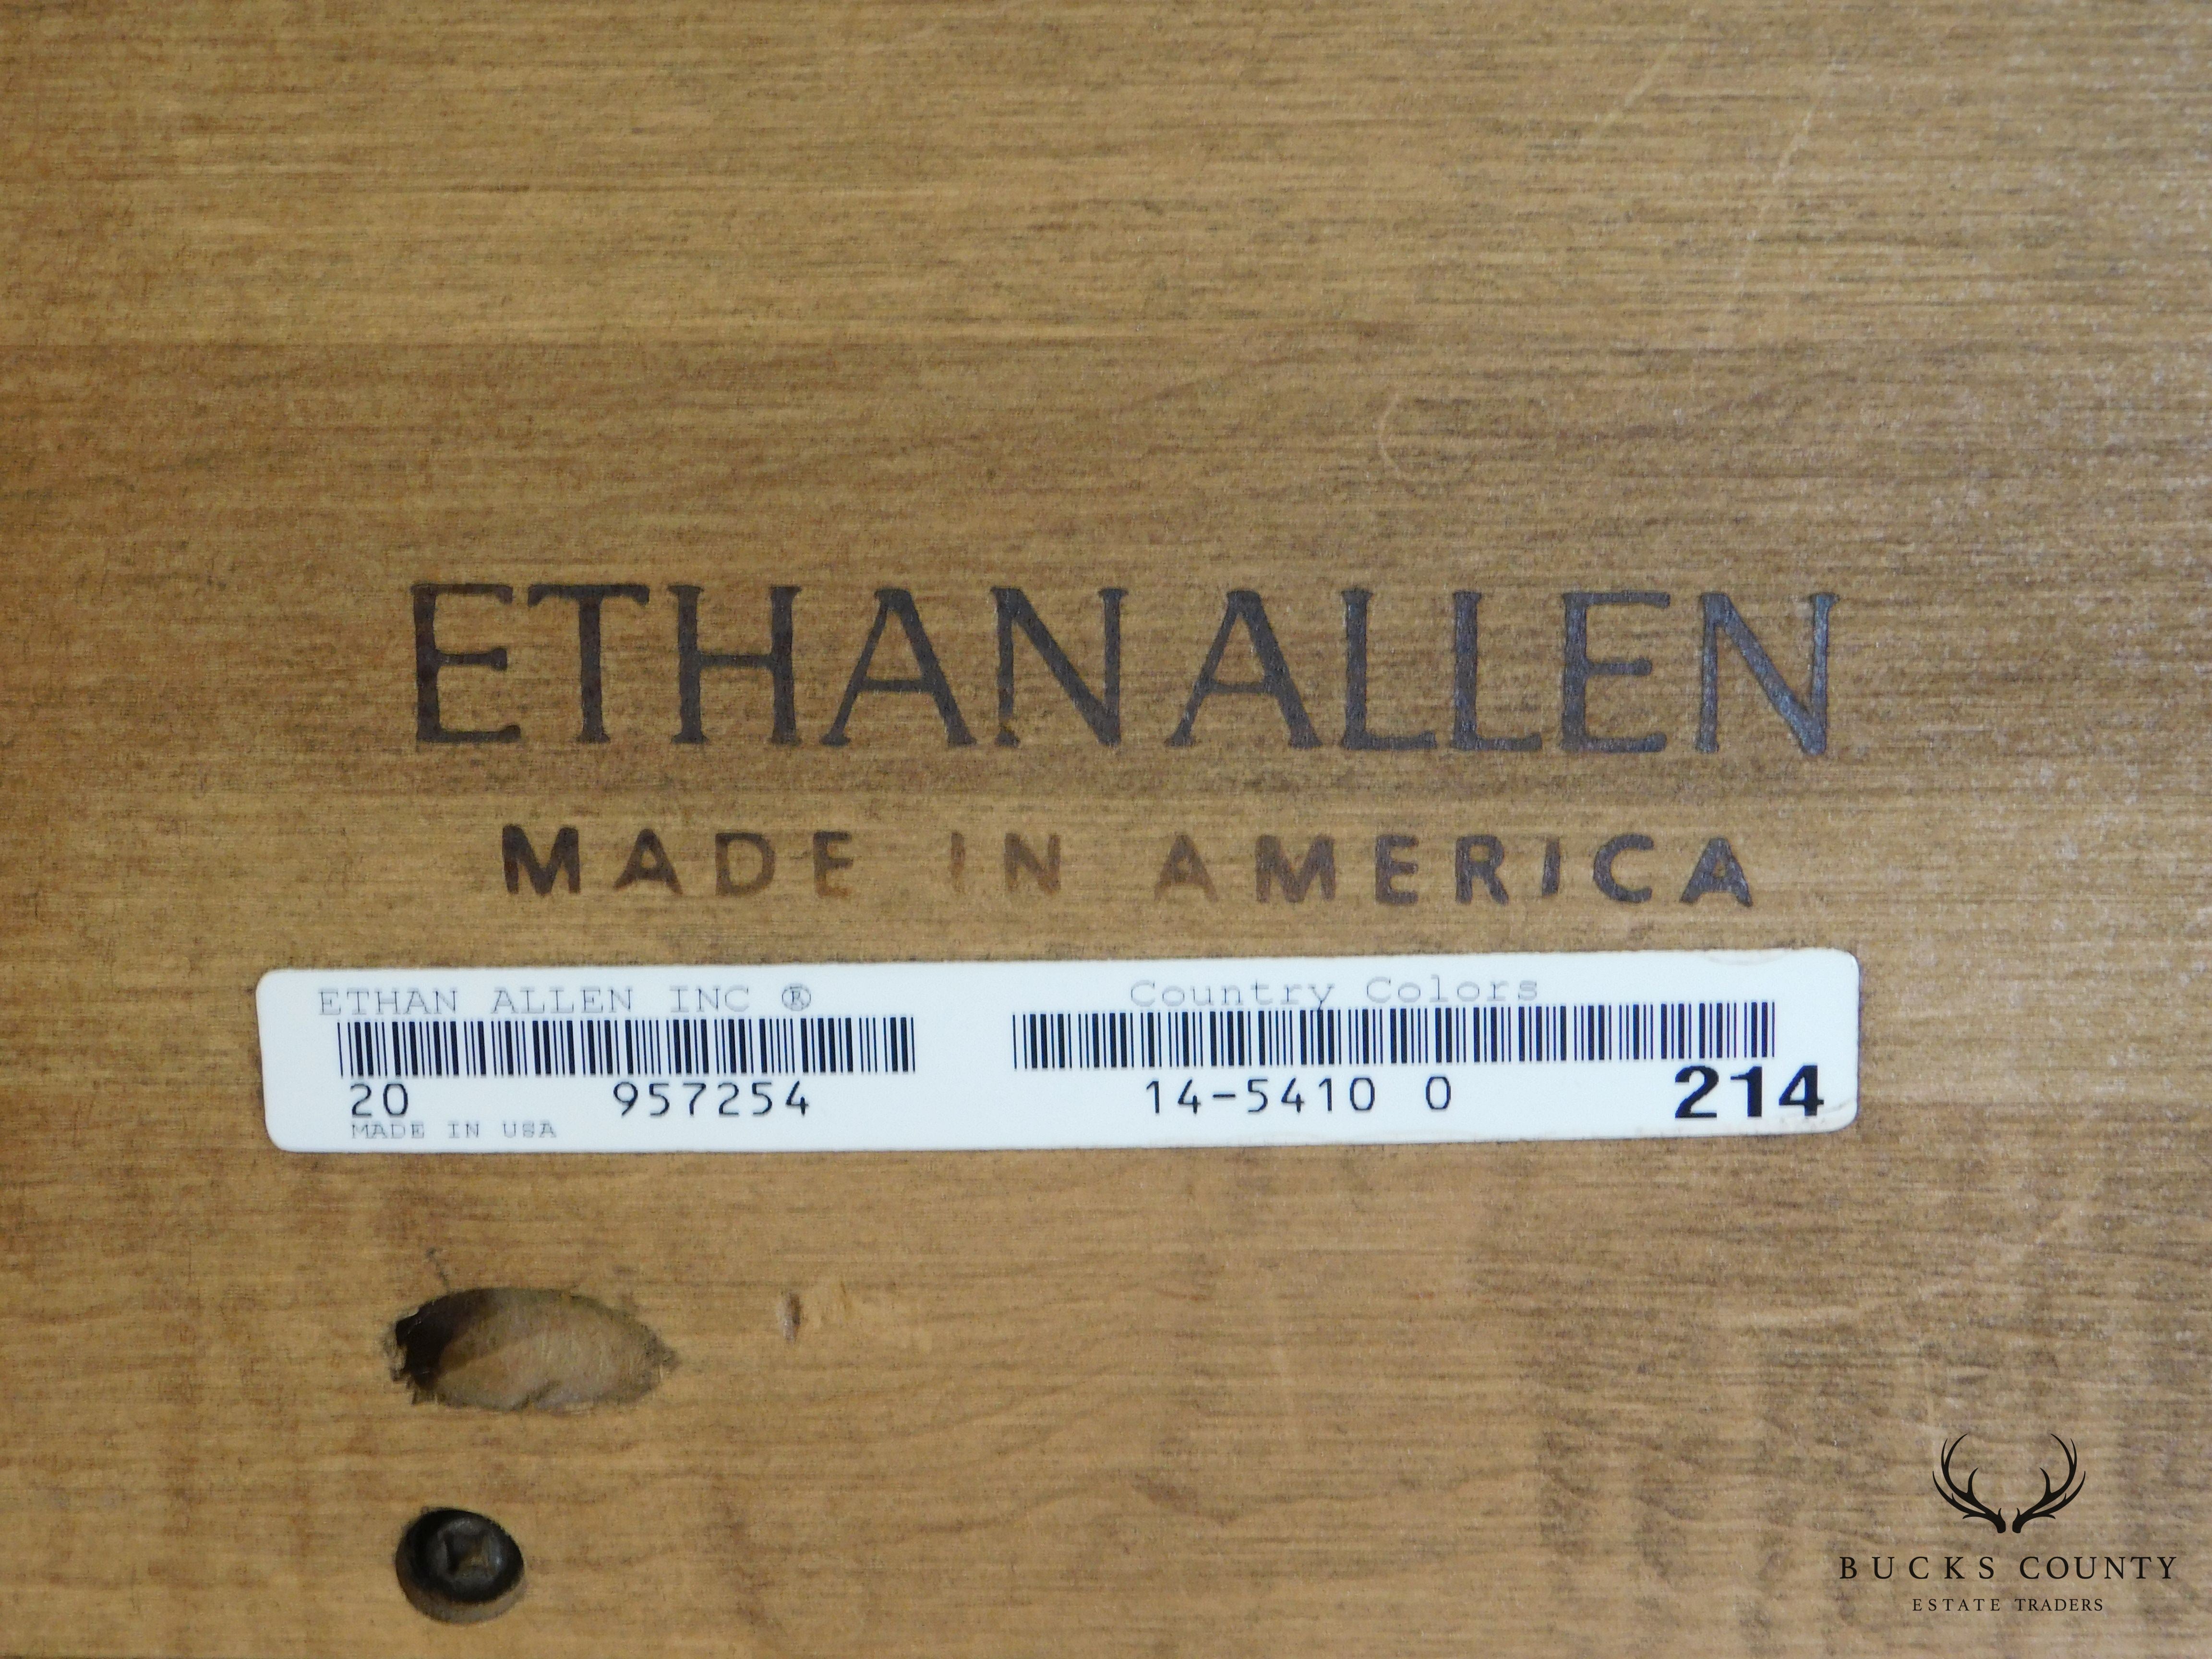 ETHAN ALLEN
MADE IN AMERICA
ETHAN ALLEN INC ®
20 957254
MADE IN USA
Country Colors
14-5410 0 214
BUCKS COUNTY
ESTATE TRADERS